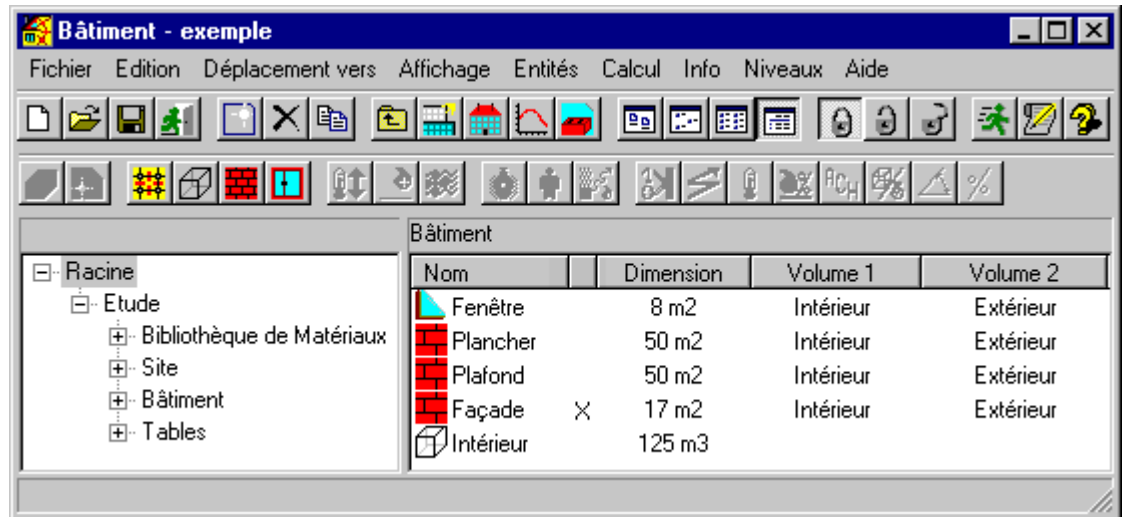 Bâtiment - exemple
Fichier Edition Déplacement vers Affichage Entités Calcul Info Niveaux Aide
ACH
%
Bâtiment
Racine
Etude
Bibliothèque de Matériaux
Site
Bâtiment
Tables
Nom Dimension Volume 1 Volume 2
Fenêtre 8 m2 Intérieur Extérieur
Plancher 50 m2 Intérieur Extérieur
Plafond 50 m2 Intérieur Extérieur
Façade X 17 m2 Intérieur Extérieur
Intérieur 125 m3